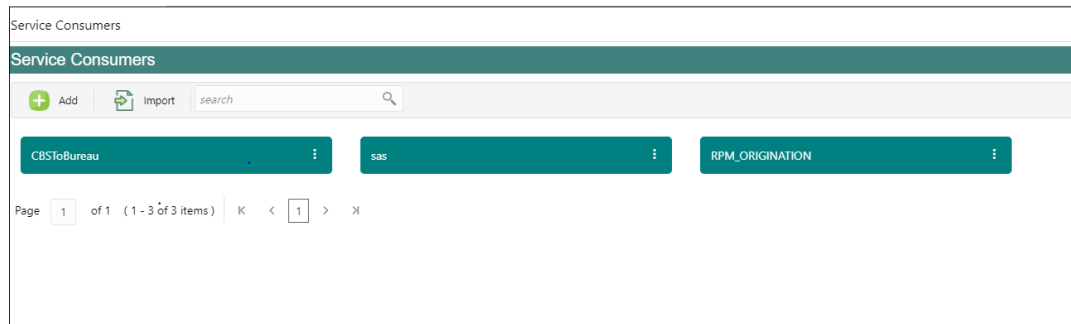 Service Consumers
Service Consumers
Add Import search
CBSToBureau sas RPM_ORIGINATION
Page 1 of 1 (1 - 3 of 3 items) 1